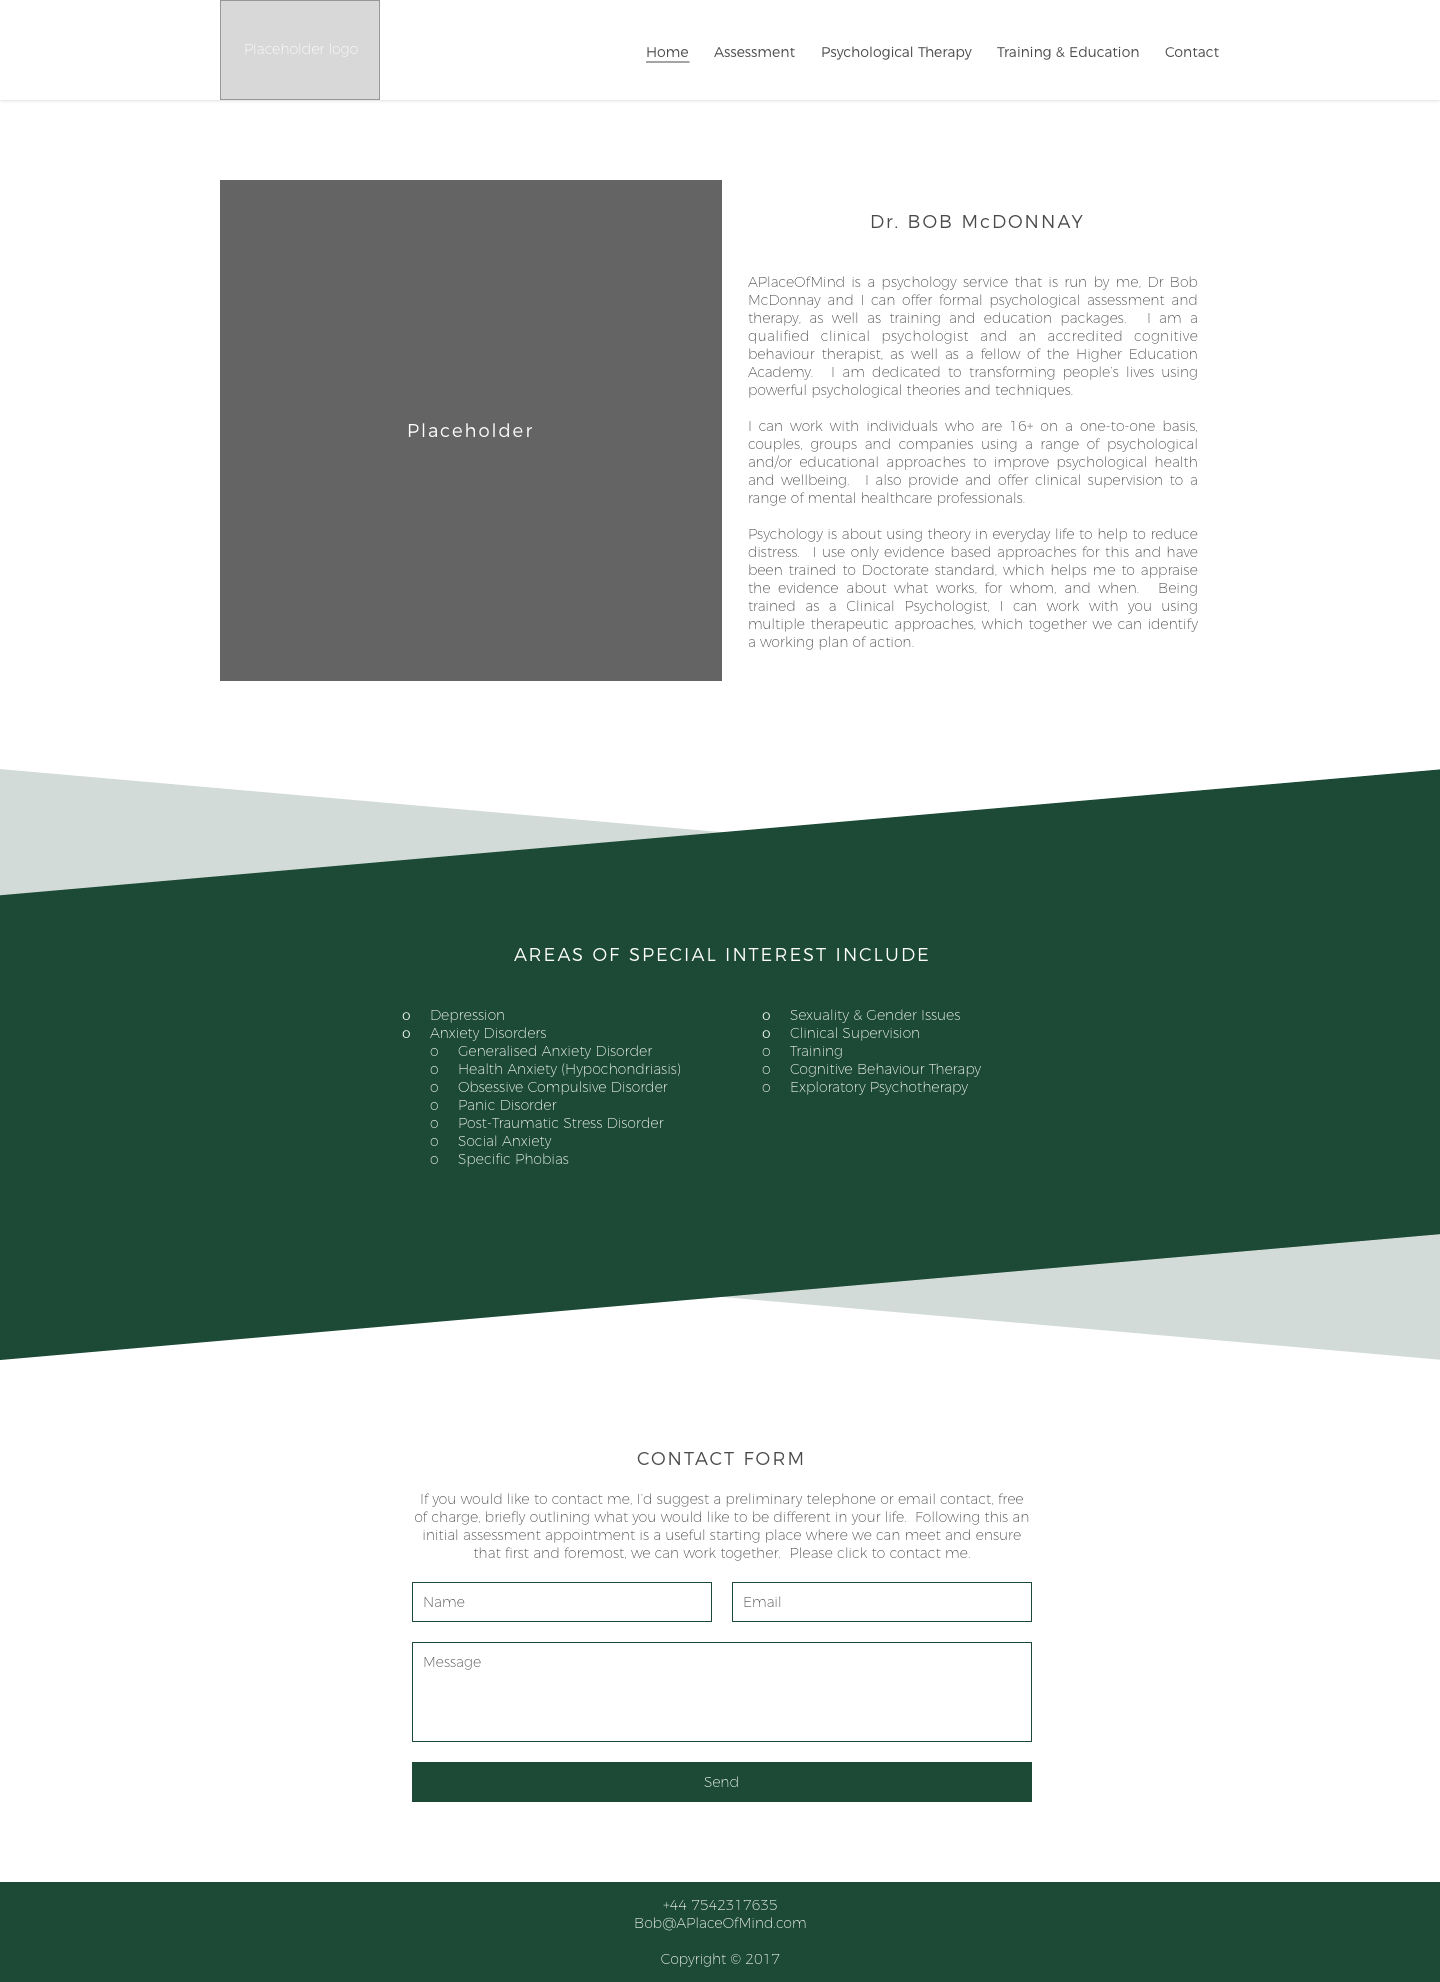 Placeholder logo
Home Assessment Psychological Therapy Training & Education Contact
Placeholder
Dr. BOB McDONNAY
APlaceOfMind is a psychology service that is run by me, Dr Bob
McDonnay and I can offer formal psychological assessment and
therapy, as well as training and education packages.  I am a
qualified clinical psychologist and an accredited cognitive
behaviour therapist, as well as a fellow of the Higher Education
Academy.  I am dedicated to transforming people's lives using
powerful psychological theories and techniques.
I can work with individuals who are 16+ on a one-to-one basis,
couples, groups and companies using a range of psychological
and/or educational approaches to improve psychological health
and wellbeing.  I also provide and offer clinical supervision to a
range of mental healthcare professionals.
Psychology is about using theory in everyday life to help to reduce
distress.  I use only evidence based approaches for this and have
been trained to Doctorate standard, which helps me to appraise
the evidence about what works, for whom, and when.  Being
trained as a Clinical Psychologist, I can work with you using
multiple therapeutic approaches, which together we can identify
a working plan of action.
AREAS OF SPECIAL INTEREST INCLUDE
o Depression
o Anxiety Disorders
o Generalised Anxiety Disorder
o Health Anxiety (Hypochondriasis)
o Obsessive Compulsive Disorder
o Panic Disorder
o Post-Traumatic Stress Disorder
o Social Anxiety
o Specific Phobias
o Sexuality & Gender Issues
o Clinical Supervision
o Training
o Cognitive Behaviour Therapy
o Exploratory Psychotherapy
CONTACT FORM
If you would like to contact me, I'd suggest a preliminary telephone or email contact, free
of charge, briefly outlining what you would like to be different in your life.  Following this an
initial assessment appointment is a useful starting place where we can meet and ensure
that first and foremost, we can work together.  Please click to contact me.
Name
Email
Message
Send
+44 7542317635
Bob@APlaceOfMind.com
Copyright © 2017